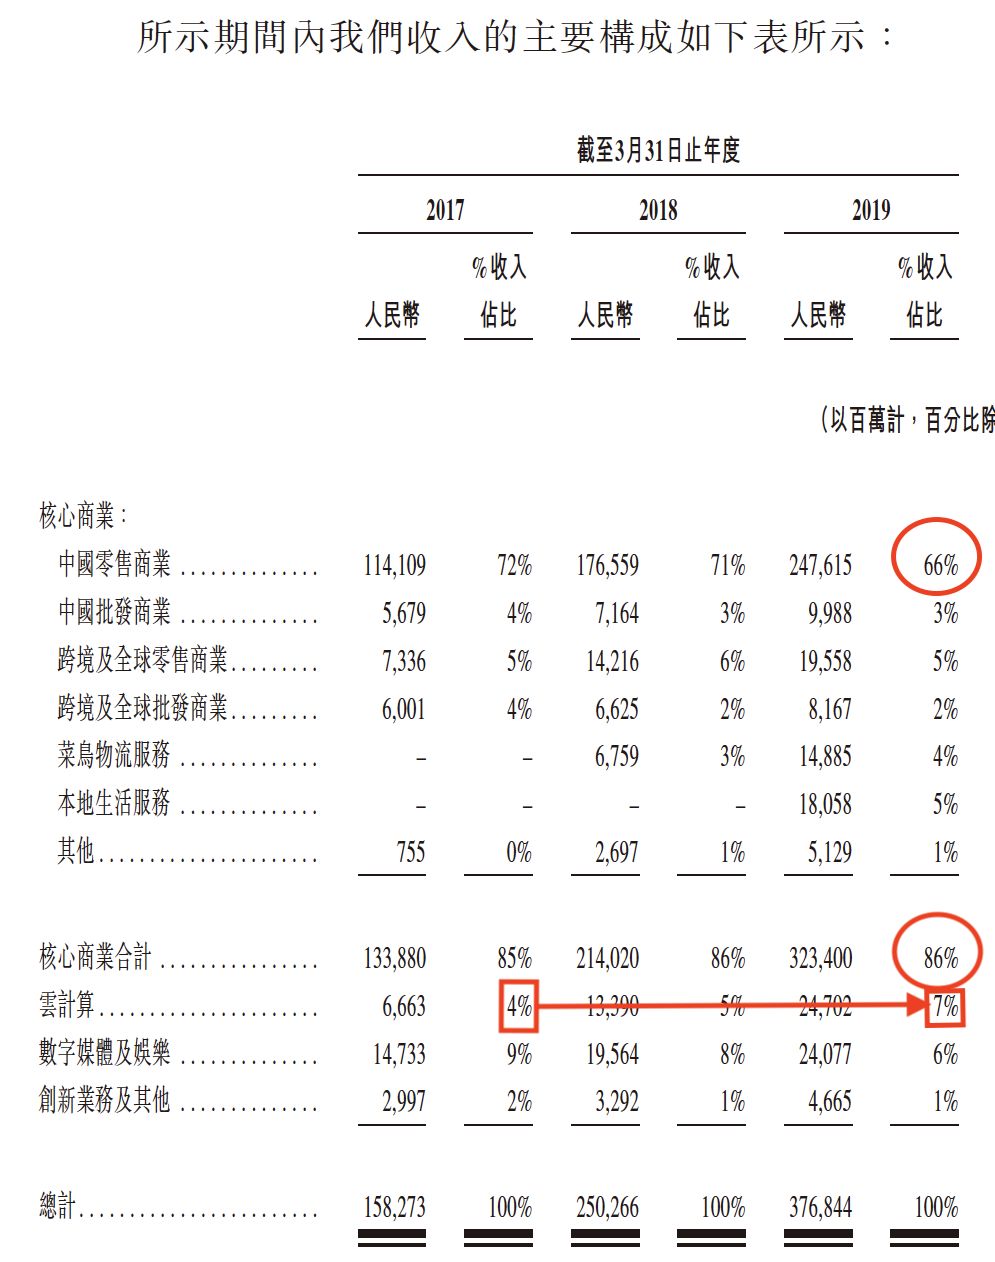 所示期間內我們收入的主要構成如下表所示：
截至3月31日止年度
2017 2018 2019
%收入 %收入 %收入
人民幣 佔比 人民幣 佔比 人民幣 佔比
（以百萬計，百分比除
核心商業：
中國零售商業 .............. 114,109 72% 176,559 71% 247,615 66%
中國批發商業 .............. 5,679 4% 7,164 3% 9,988 3%
跨境及全球零售商業......... 7,336 5% 14,216 6% 19,558 5%
跨境及全球批發商業......... 6,001 4% 6,625 2% 8,167 2%
菜鳥物流服務 .............. – – 6,759 3% 14,885 4%
本地生活服務 .............. – – – – 18,058 5%
其他...................... 755 0% 2,697 1% 5,129 1%
核心商業合計 ................ 133,880 85% 214,020 86% 323,400 86%
雲計算...................... 6,663 4% 13,390 5% 24,702 7%
數字媒體及娛樂 .............. 14,733 9% 19,564 8% 24,077 6%
創新業務及其他 .............. 2,997 2% 3,292 1% 4,665 1%
總計........................ 158,273 100% 250,266 100% 376,844 100%